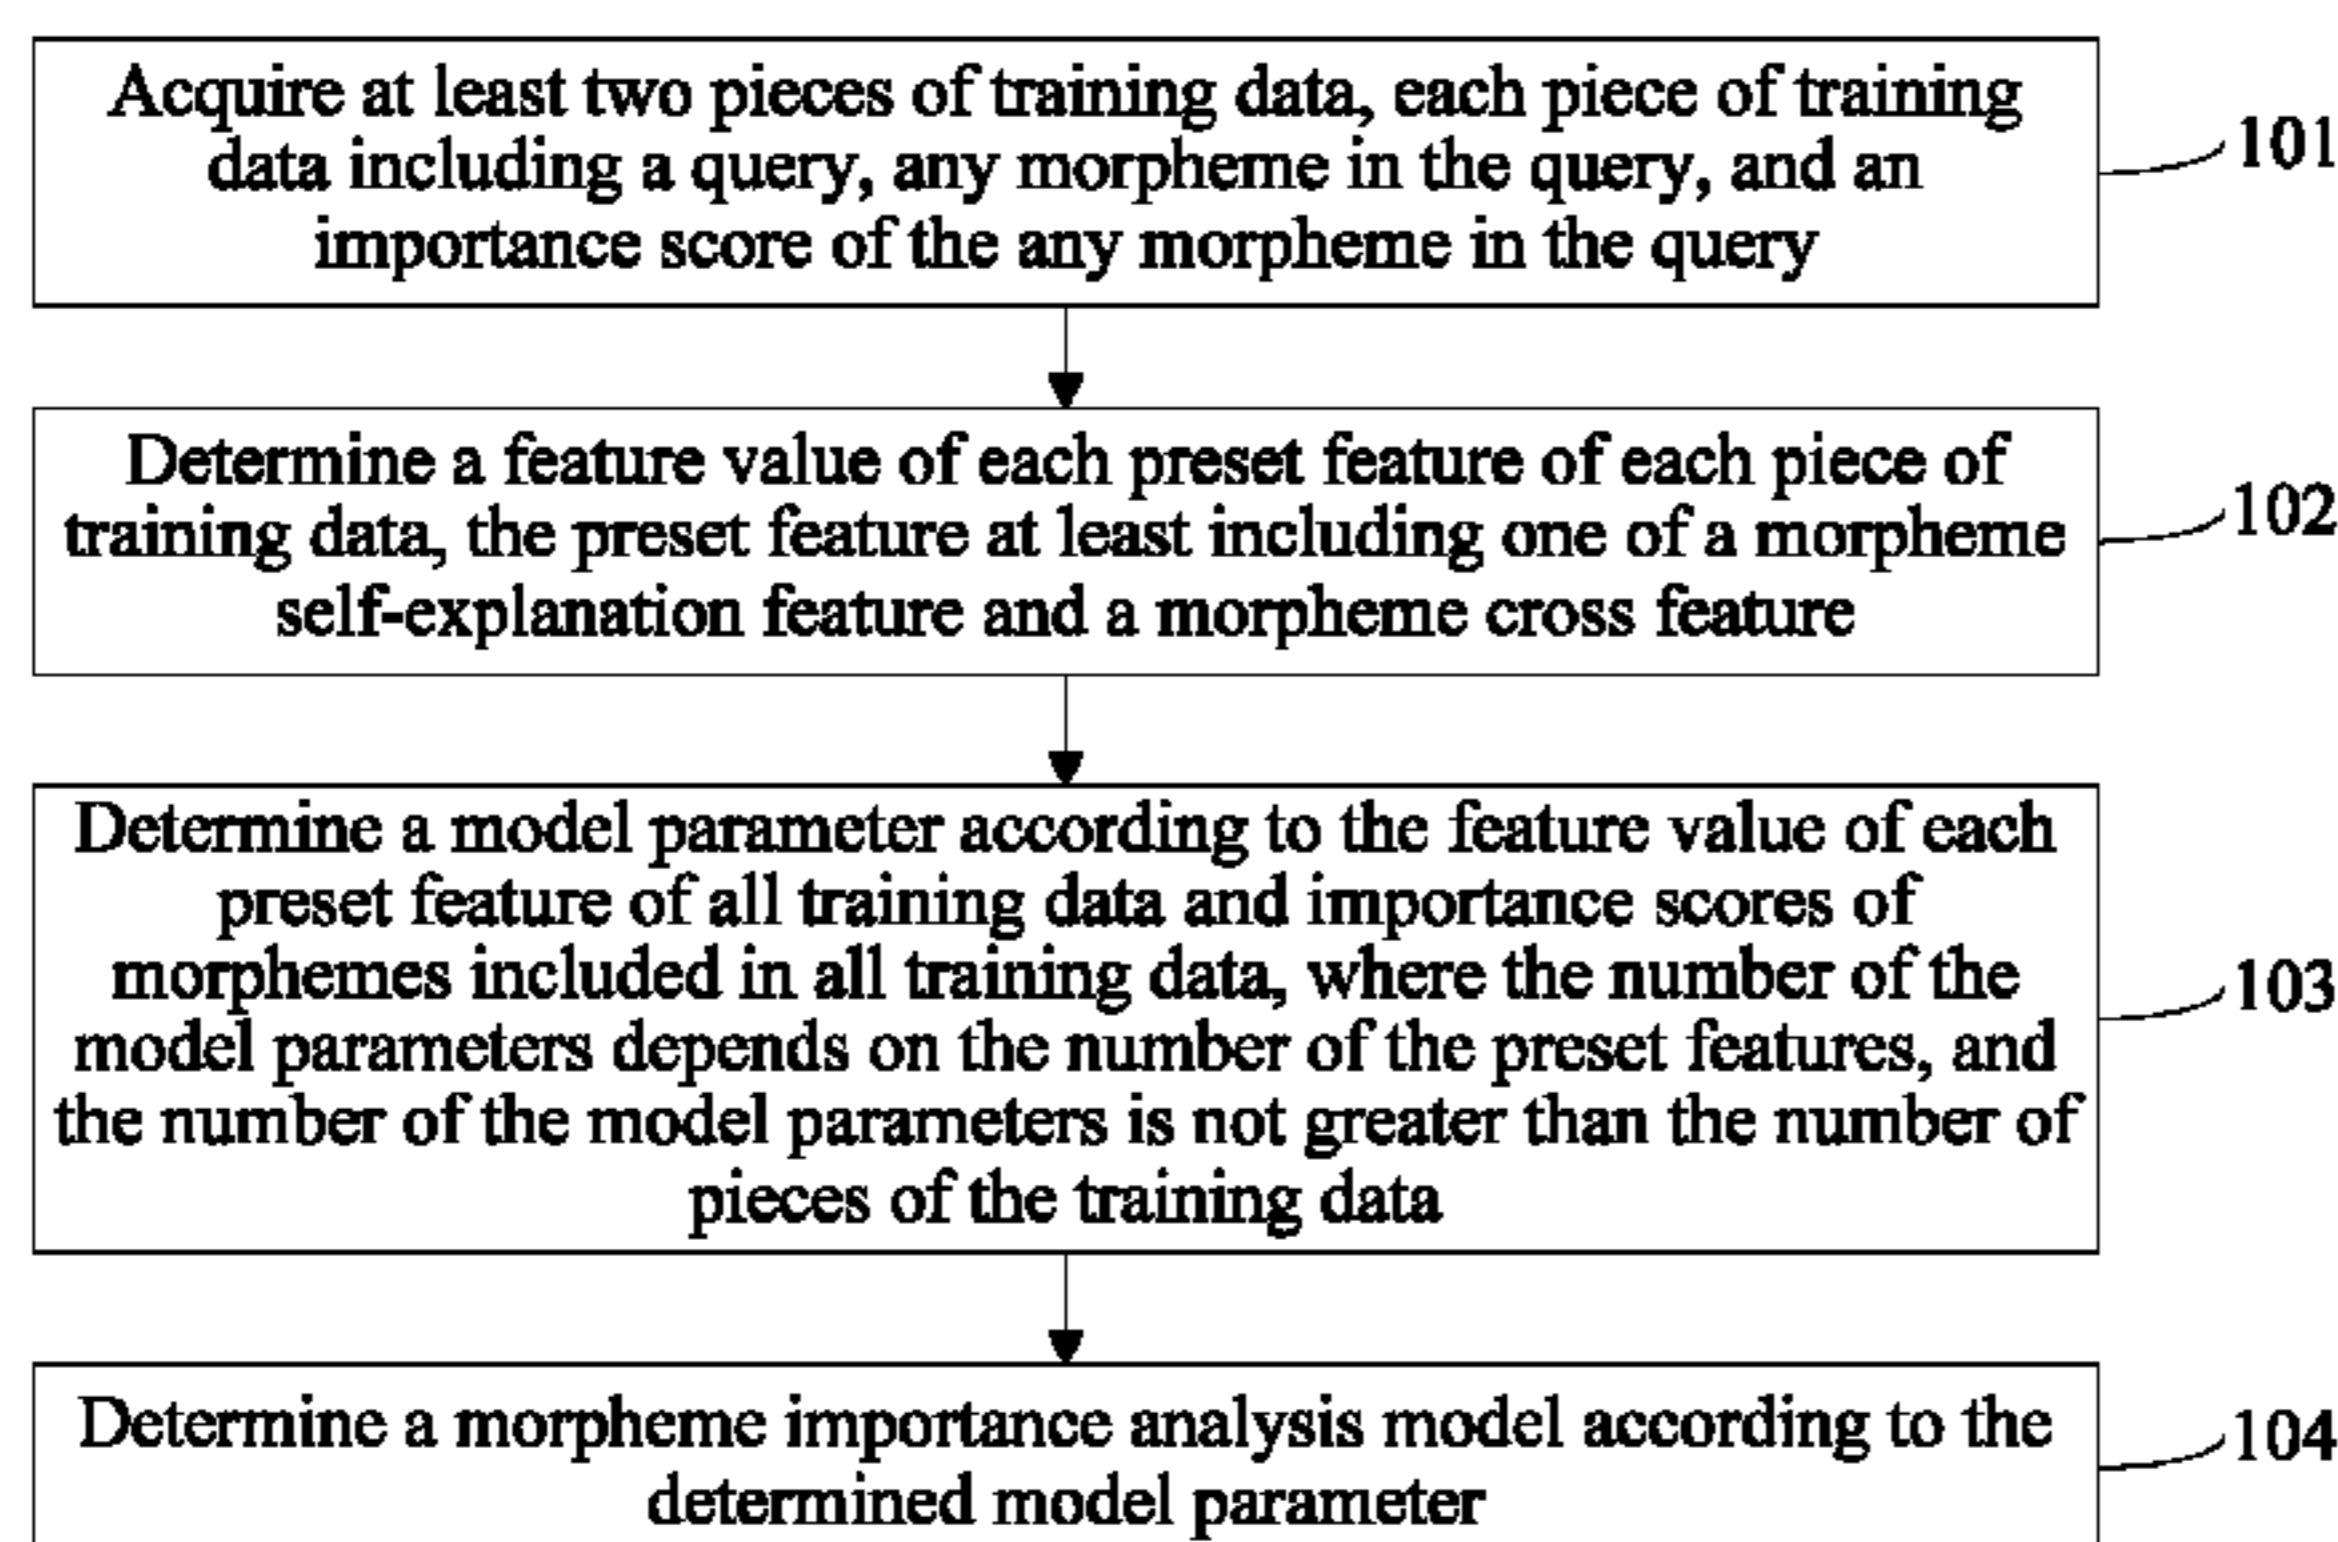 Acquire at least two pieces of training data, each piece of training
data including a query, any morpheme in the query, and an
importance score of the any morpheme in the query
101
Determine a feature value of each preset feature of each piece of
training data, the preset feature at least including one of a morpheme
self-explanation feature and a morpheme cross feature
102
Determine a model parameter according to the feature value of each
preset feature of all training data and importance scores of
morphemes included in all training data, where the number of the
model parameters depends on the number of the preset features, and
the number of the model parameters is not greater than the number of
pieces of the training data
103
Determine a morpheme importance analysis model according to the
determined model parameter
104